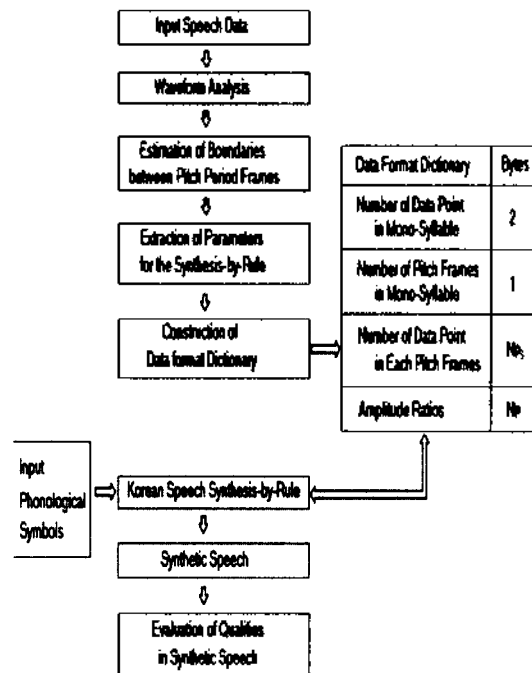 Input Speech Data
Waveform Analysis
Estimation of Boundaries
between Pitch Period Frames
Extraction of Parameters
for the Synthesis-by-Rule
Construction of
Data format Dictionary
Data Format Dictionary
Bytes
Number of Data Point
in Mono-Syllable
2
Number of Pitch Frames
in Mono-Syllable
1
Number of Data Point
in Each Pitch Frames
Amplitude Ratios
Np
Input
Phonological
Symbols
Korean Speech Synthesis-by-Rule
Synthetic Speech
Evaluation of Qualities
in Synthetic Speech